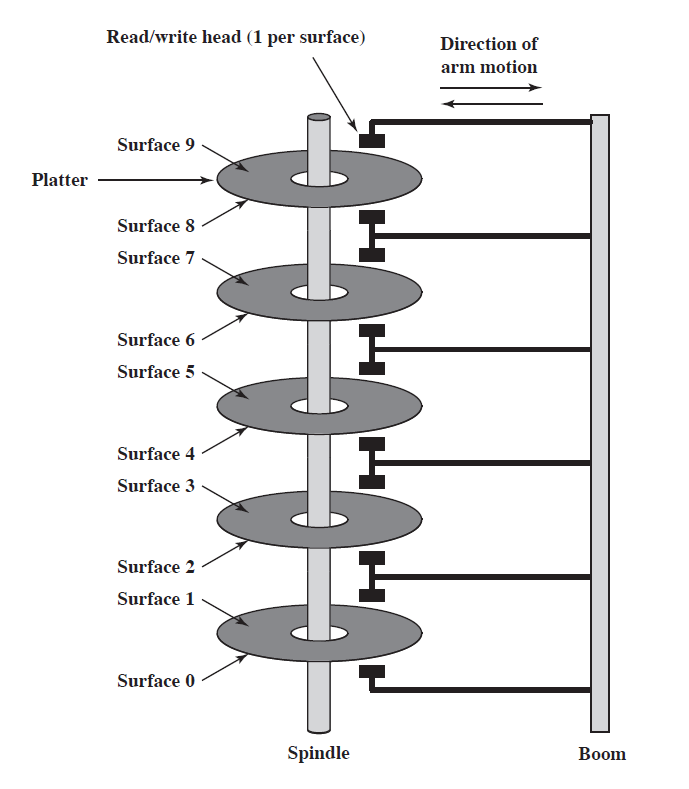 Read/write head (1 per surface)
Direction of
arm motion
Surface 9
Platter
Surface 8
Surface 7
Surface 6
Surface 5
Surface 4
Surface 3
Surface 2
Surface 1
Surface 0
Spindle
Boom